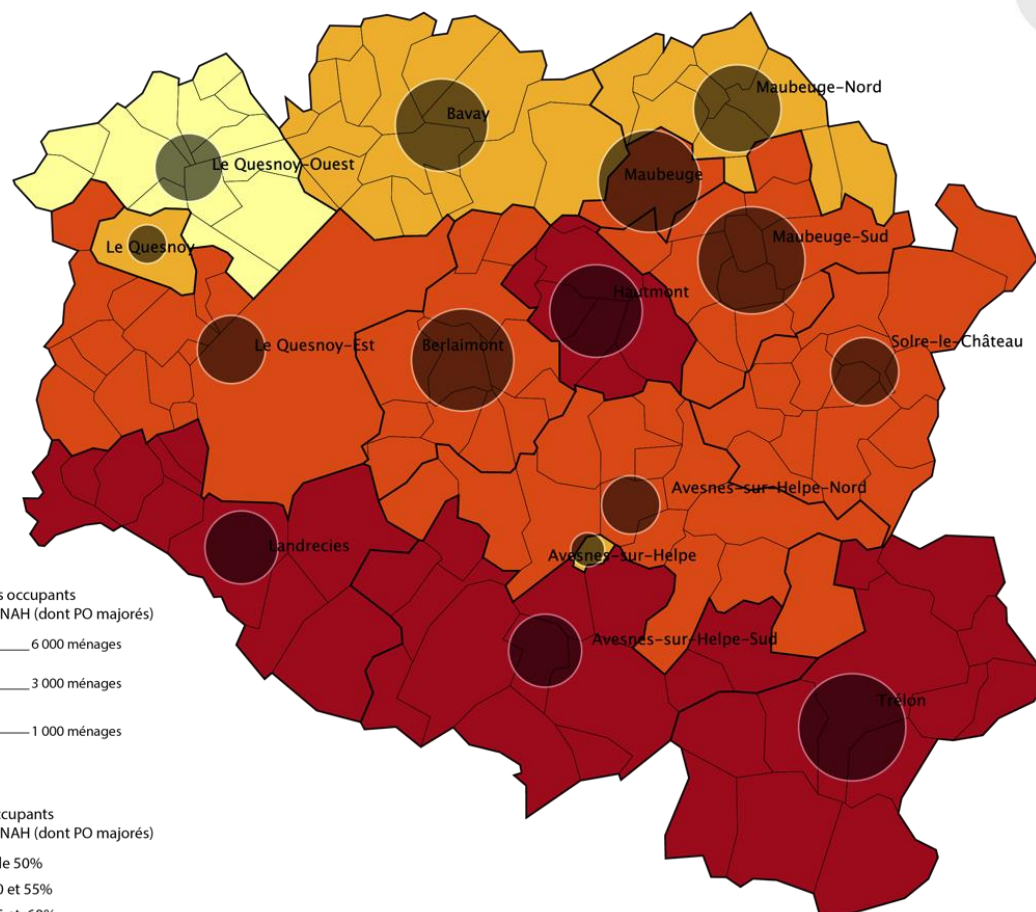 Maubeuge-Nord
Bavay
Le Quesnoy-Ouest
Maubeuge
Le Quesnoy
Maubeuge-Sud
Hautmont
Le Quesnoy-Est
Berlaimont
Solre-le-Château
Avesnes-sur-Helpe-Nord
Landrecies
Avesnes-sur-Helpe
occupants
NAH (dont PO majorés)
6 000 ménages
Avesnes-sur-Helpe-Sud
3 000 ménages
Trélon
1 000 ménages
NAH (dont PO majorés)
50%
et 55%